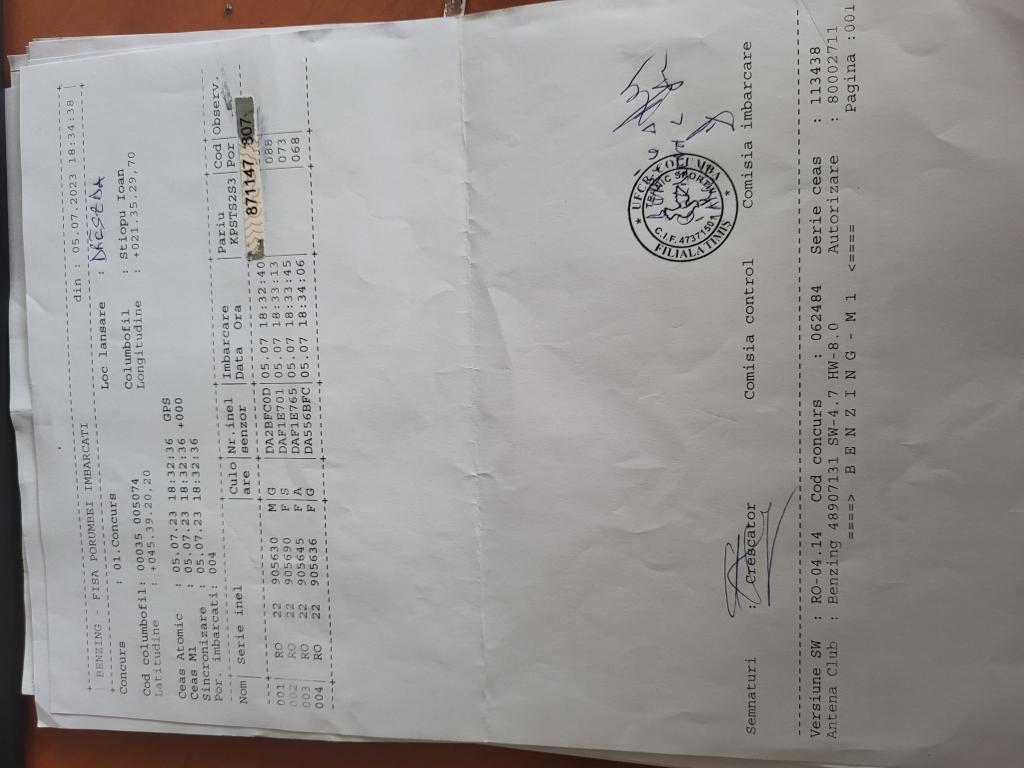 din : 05.07.2023 18:34:38
BENZING - FISA PORUMBEI IMBARCATI
Concurs : 01.Concurs Loc lansare :
Cod columbofil: 00035 005074 Columbofil : Stiopu Ioan
Latitudine : +045.39.20,20 Longitudine : +021.35.29,70
Ceas Atomic : 05.07.23 18:32:36 GPS
Ceas M1 : 05.07.23 18:32:36 +000
Sincronizare : 05.07.23 18:32:36
Por. imbarcati: 004
Nom| Serie inel |Culo|Nr.inel |Imbarcare |Pariu |Cod|Observ.
are |senzor |Data Ora | KPSTS2S3|Por|
871147 307
001| RO 22 905630 M|G |DA2BFC0D|05.07 18:32:40 |088
002| RO 22 905690 F|S |DAF1E701|05.07 18:33:13 |073
003| RO 22 905645 F|A |DAF1E765|05.07 18:33:45
004| RO 22 905636 F|G |DA556BFC|05.07 18:34:06 |068
UFCR COLUMBA
TEHNIC SPORTIV
C.I.F. 47371501
FILIALA TIMIS
Semnaturi : Crescator Comisia control Comisia imbarcare
Versiune SW : RO-04.14 Cod concurs : 062484 Serie ceas : 113438
Antena Club : Benzing 48907131 SW-4.7 HW-8.0 Autorizare : 80002711
====> B E N Z I N G - M 1 <==== Pagina :001